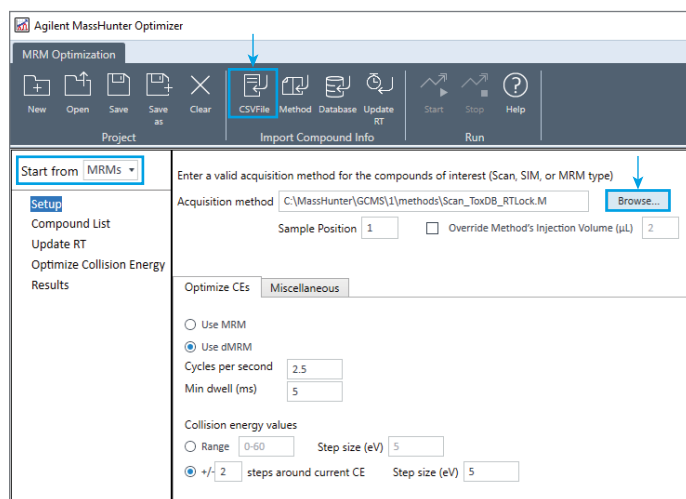 Agilent MassHunter Optimizer
MRM Optimization
New Open Save Save as Clear CSVFile Method Database Update RT Start Stop Help
Project Import Compound Info Run
Start from MRMs
Setup
Compound List
Update RT
Optimize Collision Energy
Results
Enter a valid acquisition method for the compounds of interest (Scan, SIM, or MRM type)
Acquisition method C:\MassHunter\GCMS\1\methods\Scan_ToxDB_RTLock.M Browse...
Sample Position 1 Override Method's Injection Volume (µL) 2
Optimize CEs Miscellaneous
Use MRM
Use dMRM
Cycles per second 2.5
Min dwell (ms) 5
Collision energy values
Range 0-60 Step size (eV) 5
+/- 2 steps around current CE Step size (eV) 5